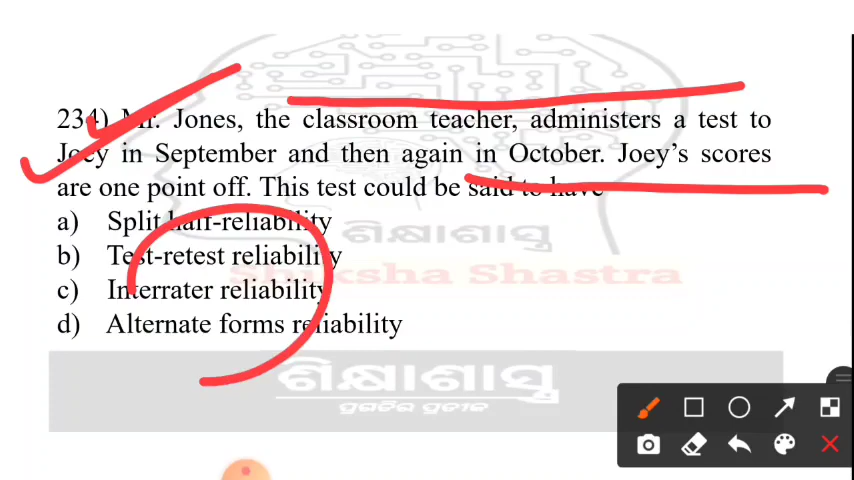 234) Mr. Jones, the classroom teacher, administers a test to
Joey in September and then again in October. Joey's scores
are one point off. This test could be said to have
a) Split half-reliability
ଶିକ୍ଷାଶାସ୍ତ୍ର
b) Test-retest reliability
Shiksha Shastra
c) Interrater reliability
d) Alternate forms reliability
ଶିକ୍ଷାଶାସ୍ତ୍ର
ପ୍ରଗତିର ପ୍ରତୀକ